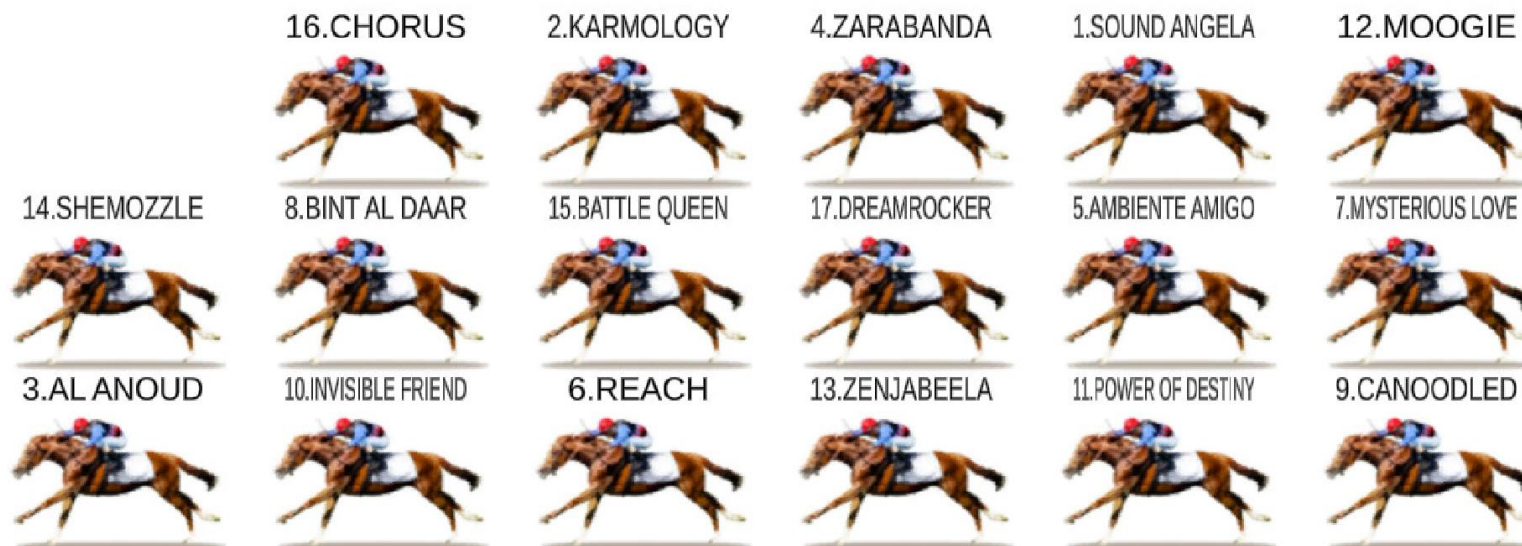 16.CHORUS
2.KARMOLOGY
4.ZARABANDA
1.SOUND ANGELA
12.MOOGIE
14.SHEMOZZLE
8.BINT AL DAAR
15.BATTLE QUEEN
17.DREAMROCKER
5.AMBIENTE AMIGO
7.MYSTERIOUS LOVE
3.AL ANOUD
10.INVISIBLE FRIEND
6.REACH
13.ZENJABEELA
11.POWER OF DESTINY
9.CANOODLED